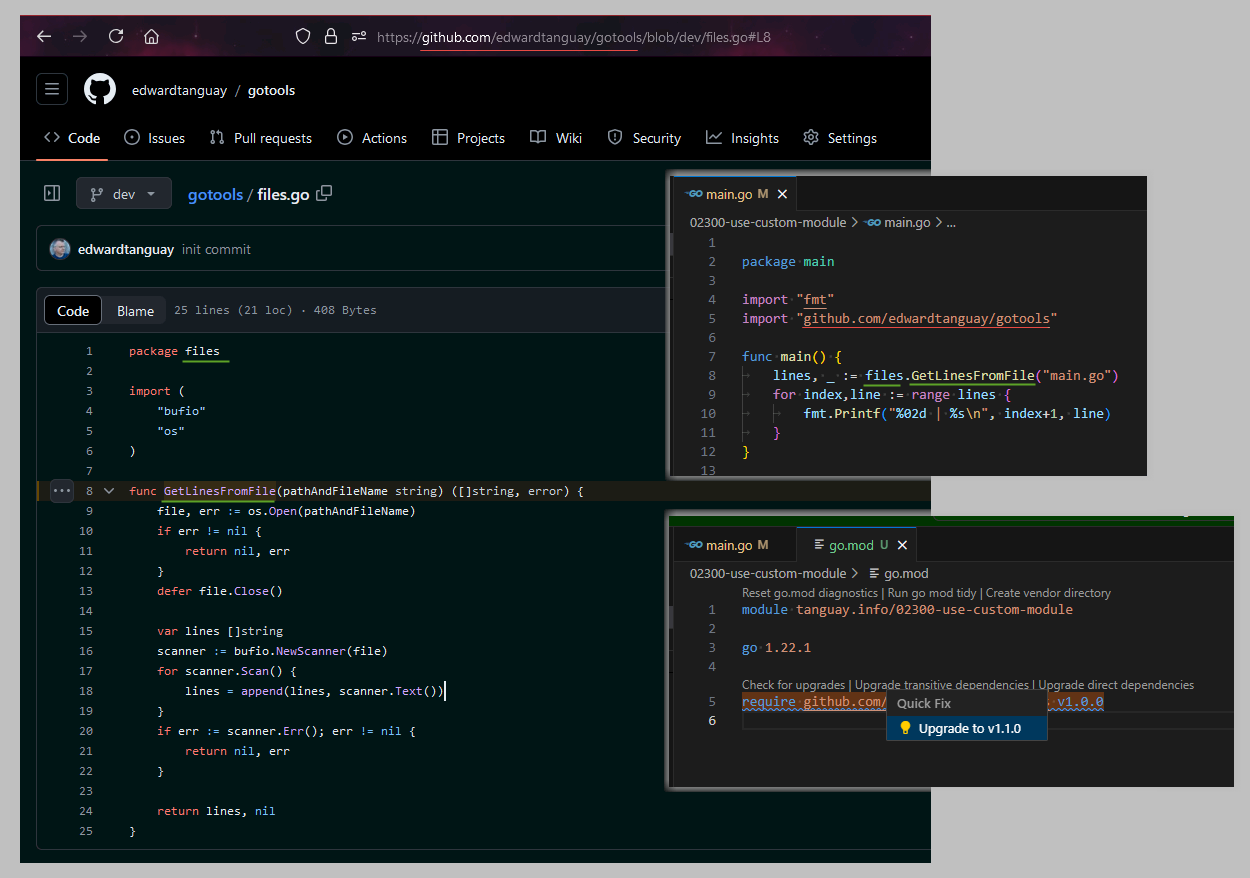 https://github.com/edwardtanguay/gotools/blob/dev/files.go#L8
edwardtanguay / gotools
Code Issues Pull requests Actions Projects Wiki Security Insights Settings
dev gotools / files.go
edwardtanguay init commit
Code Blame 25 lines (21 loc) · 408 Bytes
1 package files
2
3 import (
4 "bufio"
5 "os"
6 )
7
8 func GetLinesFromFile(pathAndFileName string) ([]string, error) {
9 file, err := os.Open(pathAndFileName)
10 if err != nil {
11 return nil, err
12 }
13 defer file.Close()
14
15 var lines []string
16 scanner := bufio.NewScanner(file)
17 for scanner.Scan() {
18 lines = append(lines, scanner.Text())
19 }
20 if err := scanner.Err(); err != nil {
21 return nil, err
22 }
23
24 return lines, nil
25 }
GO main.go M
02300-use-custom-module > GO main.go > ...
1
2 package main
3
4 import "fmt"
5 import "github.com/edwardtanguay/gotools"
6
7 func main() {
8 lines, _ := files.GetLinesFromFile("main.go")
9 for index,line := range lines {
10 fmt.Printf("%02d | %s\n", index+1, line)
11 }
12 }
13
GO main.go M go.mod U
02300-use-custom-module > go.mod
Reset go.mod diagnostics | Run go mod tidy | Create vendor directory
1 module tanguay.info/02300-use-custom-module
2
3 go 1.22.1
4
Check for upgrades | Upgrade transitive dependencies | Upgrade direct dependencies
5 require github.com/ v1.0.0
6
Quick Fix
Upgrade to v1.1.0